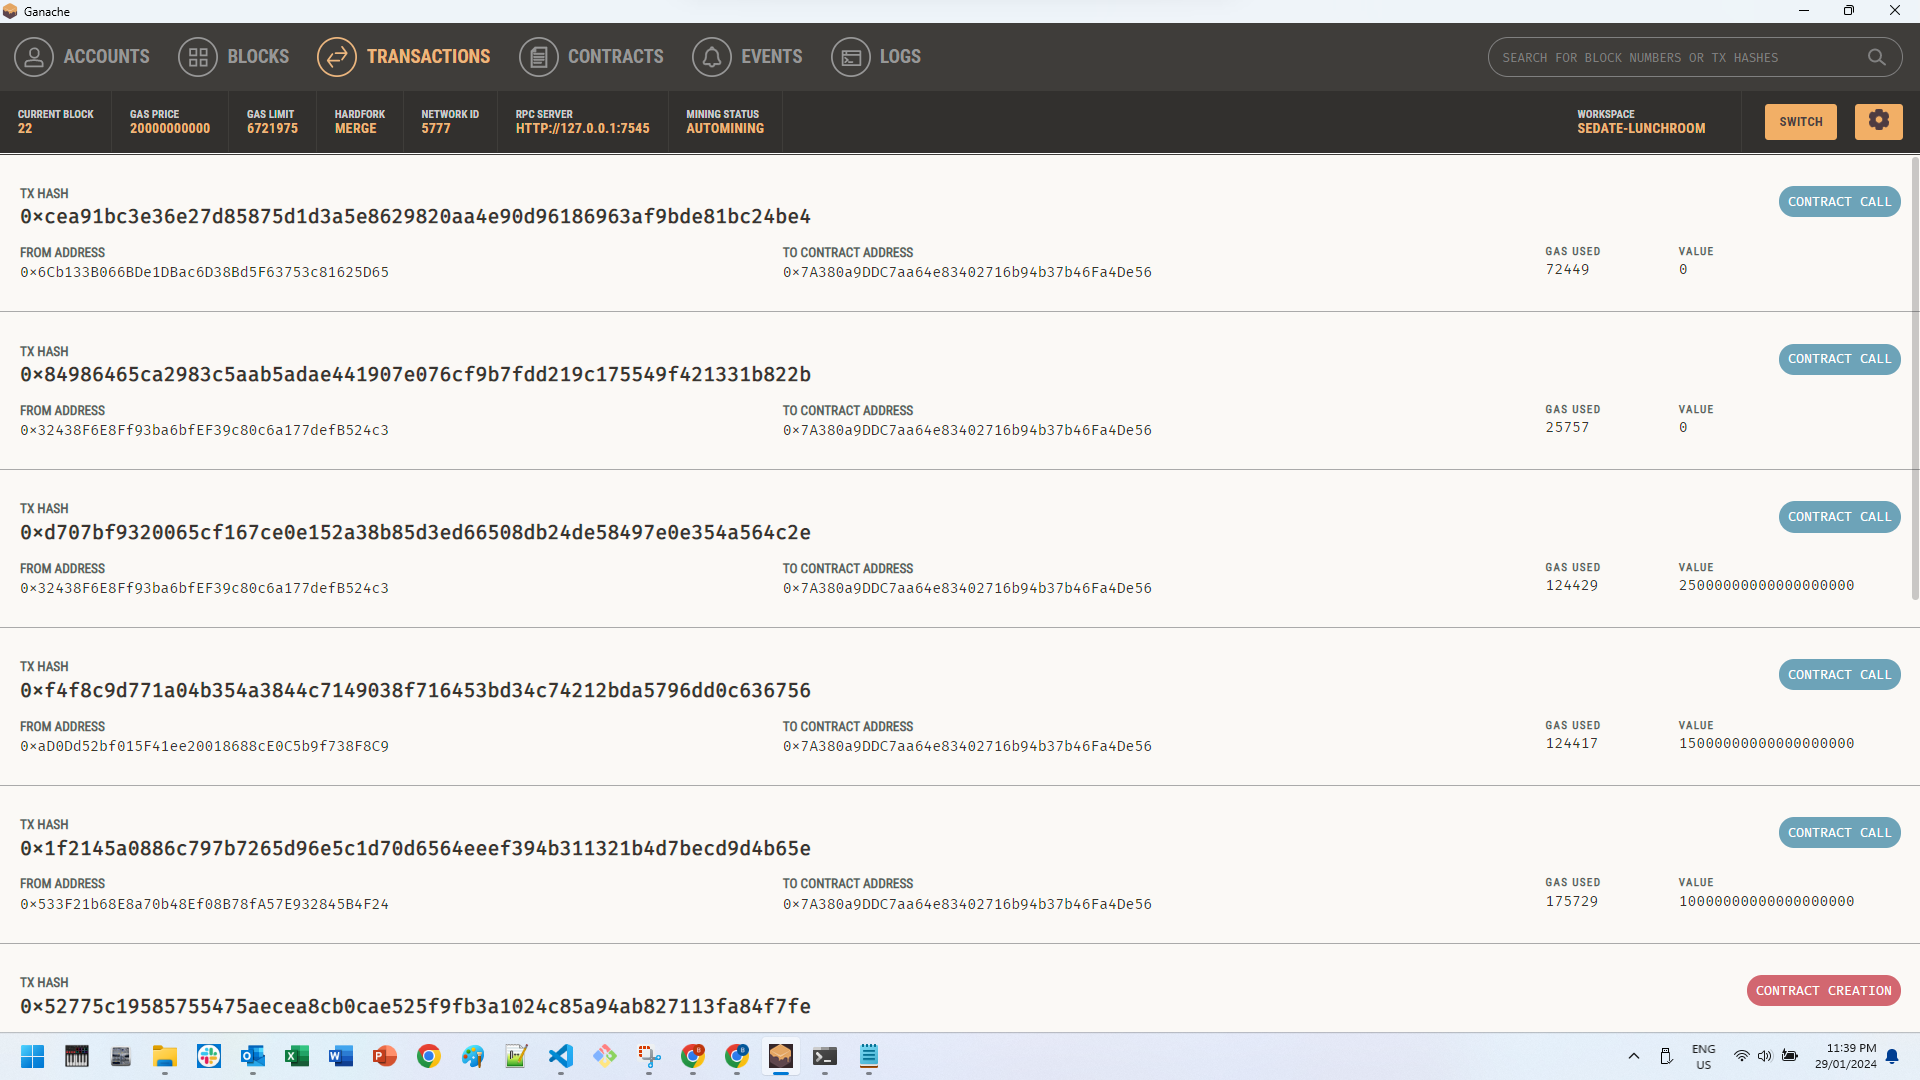 Ganache
ACCOUNTS BLOCKS TRANSACTIONS CONTRACTS EVENTS LOGS SEARCH FOR BLOCK NUMBERS OR TX HASHES
CURRENT BLOCK GAS PRICE GAS LIMIT HARDFORK NETWORK ID RPC SERVER MINING STATUS WORKSPACE
22 20000000000 6721975 MERGE 5777 HTTP://127.0.0.1:7545 AUTOMINING SEDATE-LUNCHROOM SWITCH
TX HASH
0×cea91bc3e36e27d85875d1d3a5e8629820aa4e90d96186963af9bde81bc24be4 CONTRACT CALL
FROM ADDRESS TO CONTRACT ADDRESS GAS USED VALUE
0×6Cb133B066BDe1DBac6D38Bd5F63753c81625D65 0×7A380a9DDC7aa64e83402716b94b37b46Fa4De56 72449 0
TX HASH
0×84986465ca2983c5aab5adae441907e076cf9b7fdd219c175549f421331b822b CONTRACT CALL
FROM ADDRESS TO CONTRACT ADDRESS GAS USED VALUE
0×32438F6E8Ff93ba6bfEF39c80c6a177defB524c3 0×7A380a9DDC7aa64e83402716b94b37b46Fa4De56 25757 0
TX HASH
0×d707bf9320065cf167ce0e152a38b85d3ed66508db24de58497e0e354a564c2e CONTRACT CALL
FROM ADDRESS TO CONTRACT ADDRESS GAS USED VALUE
0×32438F6E8Ff93ba6bfEF39c80c6a177defB524c3 0×7A380a9DDC7aa64e83402716b94b37b46Fa4De56 124429 25000000000000000000
TX HASH
0×f4f8c9d771a04b354a3844c7149038f716453bd34c74212bda5796dd0c636756 CONTRACT CALL
FROM ADDRESS TO CONTRACT ADDRESS GAS USED VALUE
0×aD0Dd52bf015F41ee20018688cE0C5b9f738F8C9 0×7A380a9DDC7aa64e83402716b94b37b46Fa4De56 124417 15000000000000000000
TX HASH
0×1f2145a0886c797b7265d96e5c1d70d6564eeef394b311321b4d7becd9d4b65e CONTRACT CALL
FROM ADDRESS TO CONTRACT ADDRESS GAS USED VALUE
0×533F21b68E8a70b48Ef08B78fA57E932845B4F24 0×7A380a9DDC7aa64e83402716b94b37b46Fa4De56 175729 10000000000000000000
TX HASH
0×52775c19585755475aecea8cb0cae525f9fb3a1024c85a94ab827113fa84f7fe CONTRACT CREATION
ENG 11:39 PM
US 29/01/2024